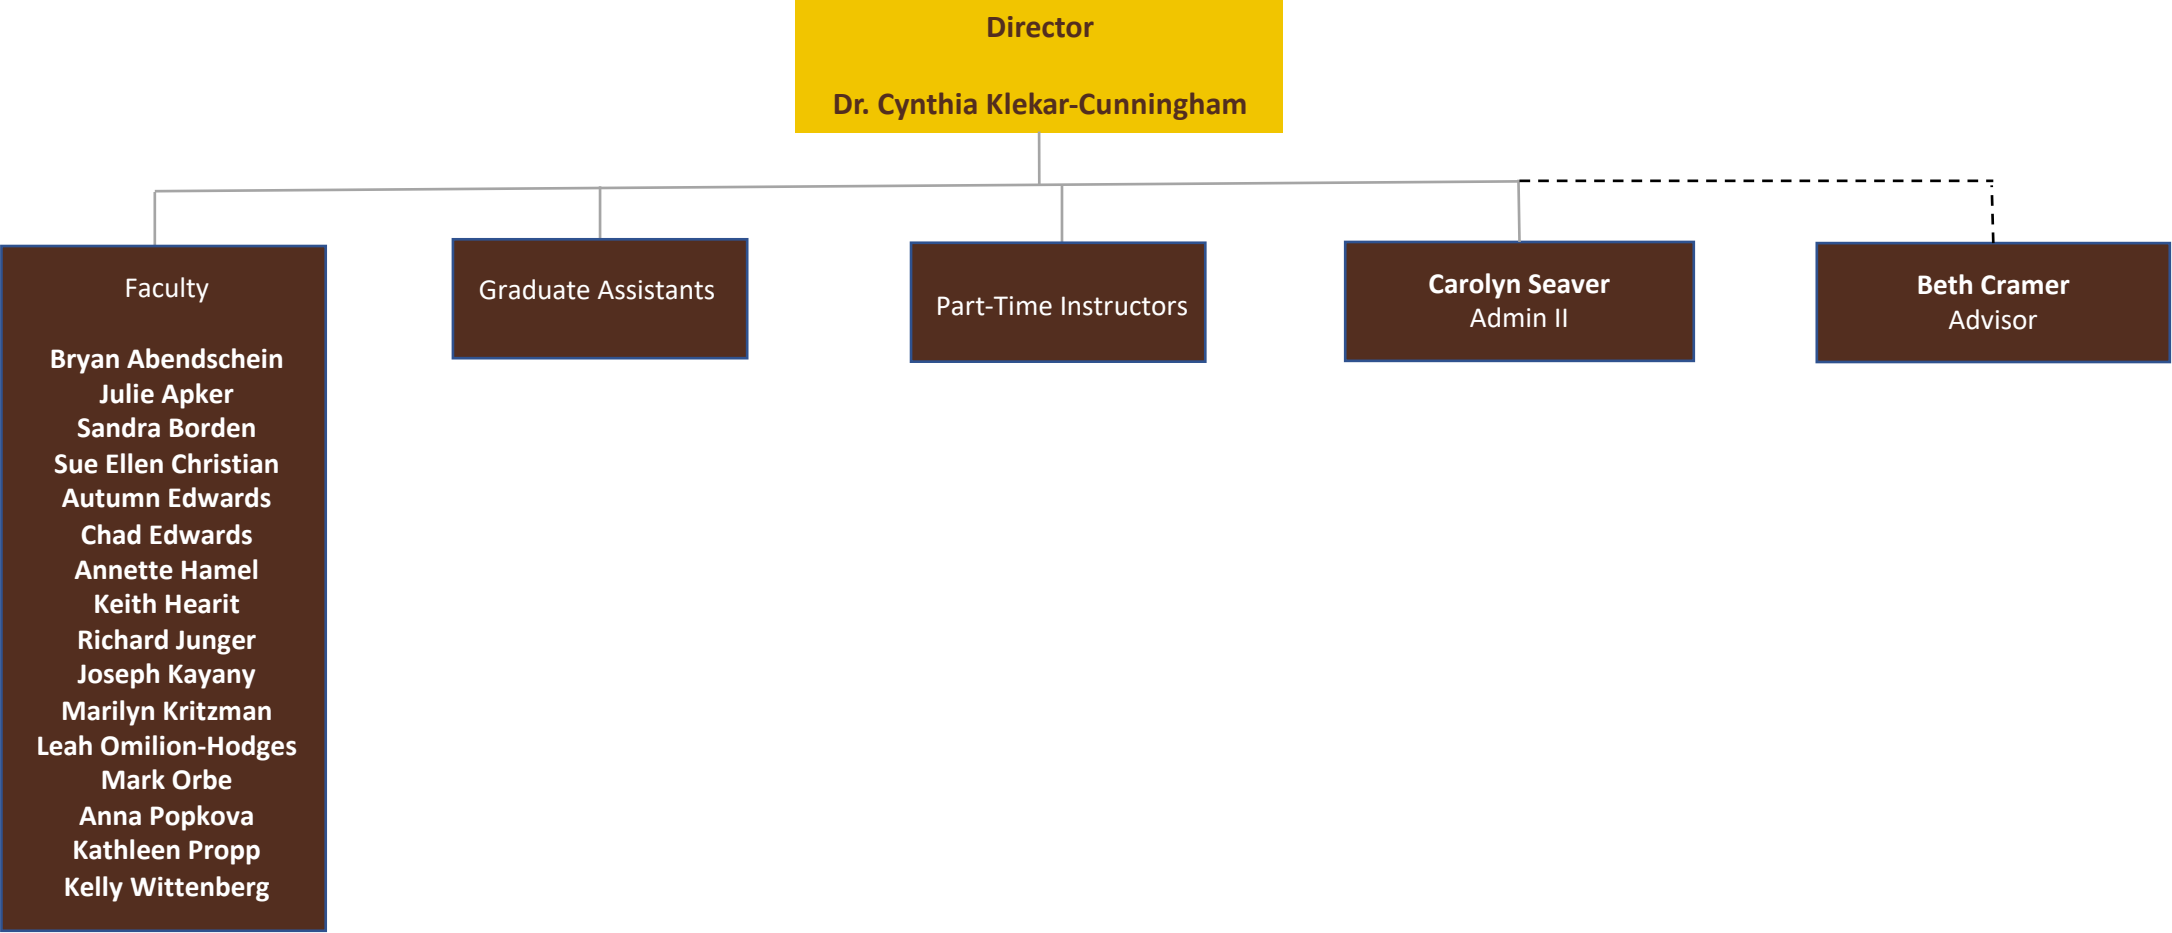 Director
Dr. Cynthia Klekar-Cunningham
Faculty
Bryan Abendschein
Julie Apker
Sandra Borden
Sue Ellen Christian
Autumn Edwards
Chad Edwards
Annette Hamel
Keith Hearit
Richard Junger
Joseph Kayany
Marilyn Kritzman
Leah Omilion-Hodges
Mark Orbe
Anna Popkova
Kathleen Propp
Kelly Wittenberg
Graduate Assistants
Part-Time Instructors
Carolyn Seaver
Admin II
Beth Cramer
Advisor